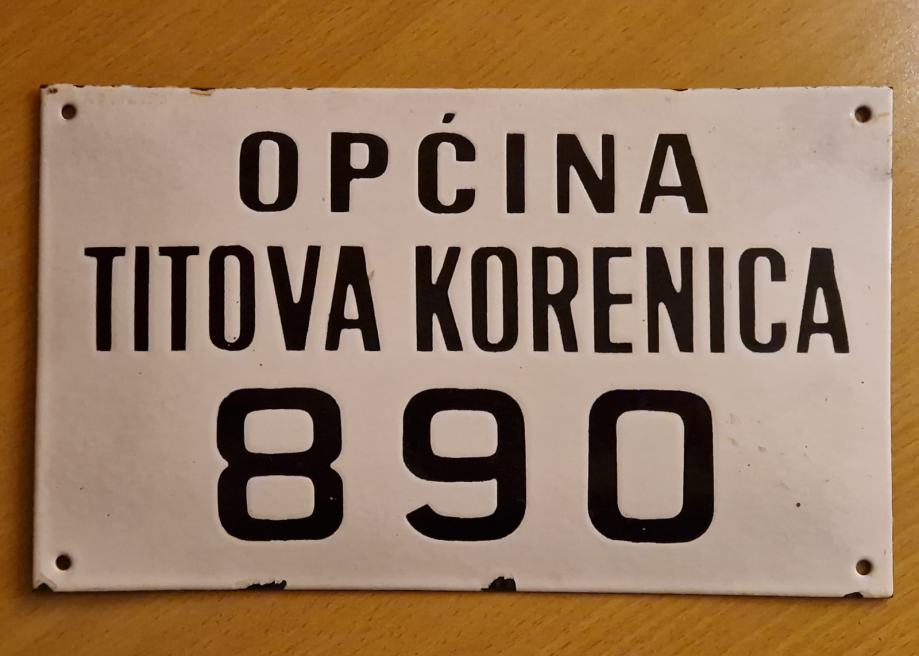 OPĆINA
TITOVA KORENICA
890